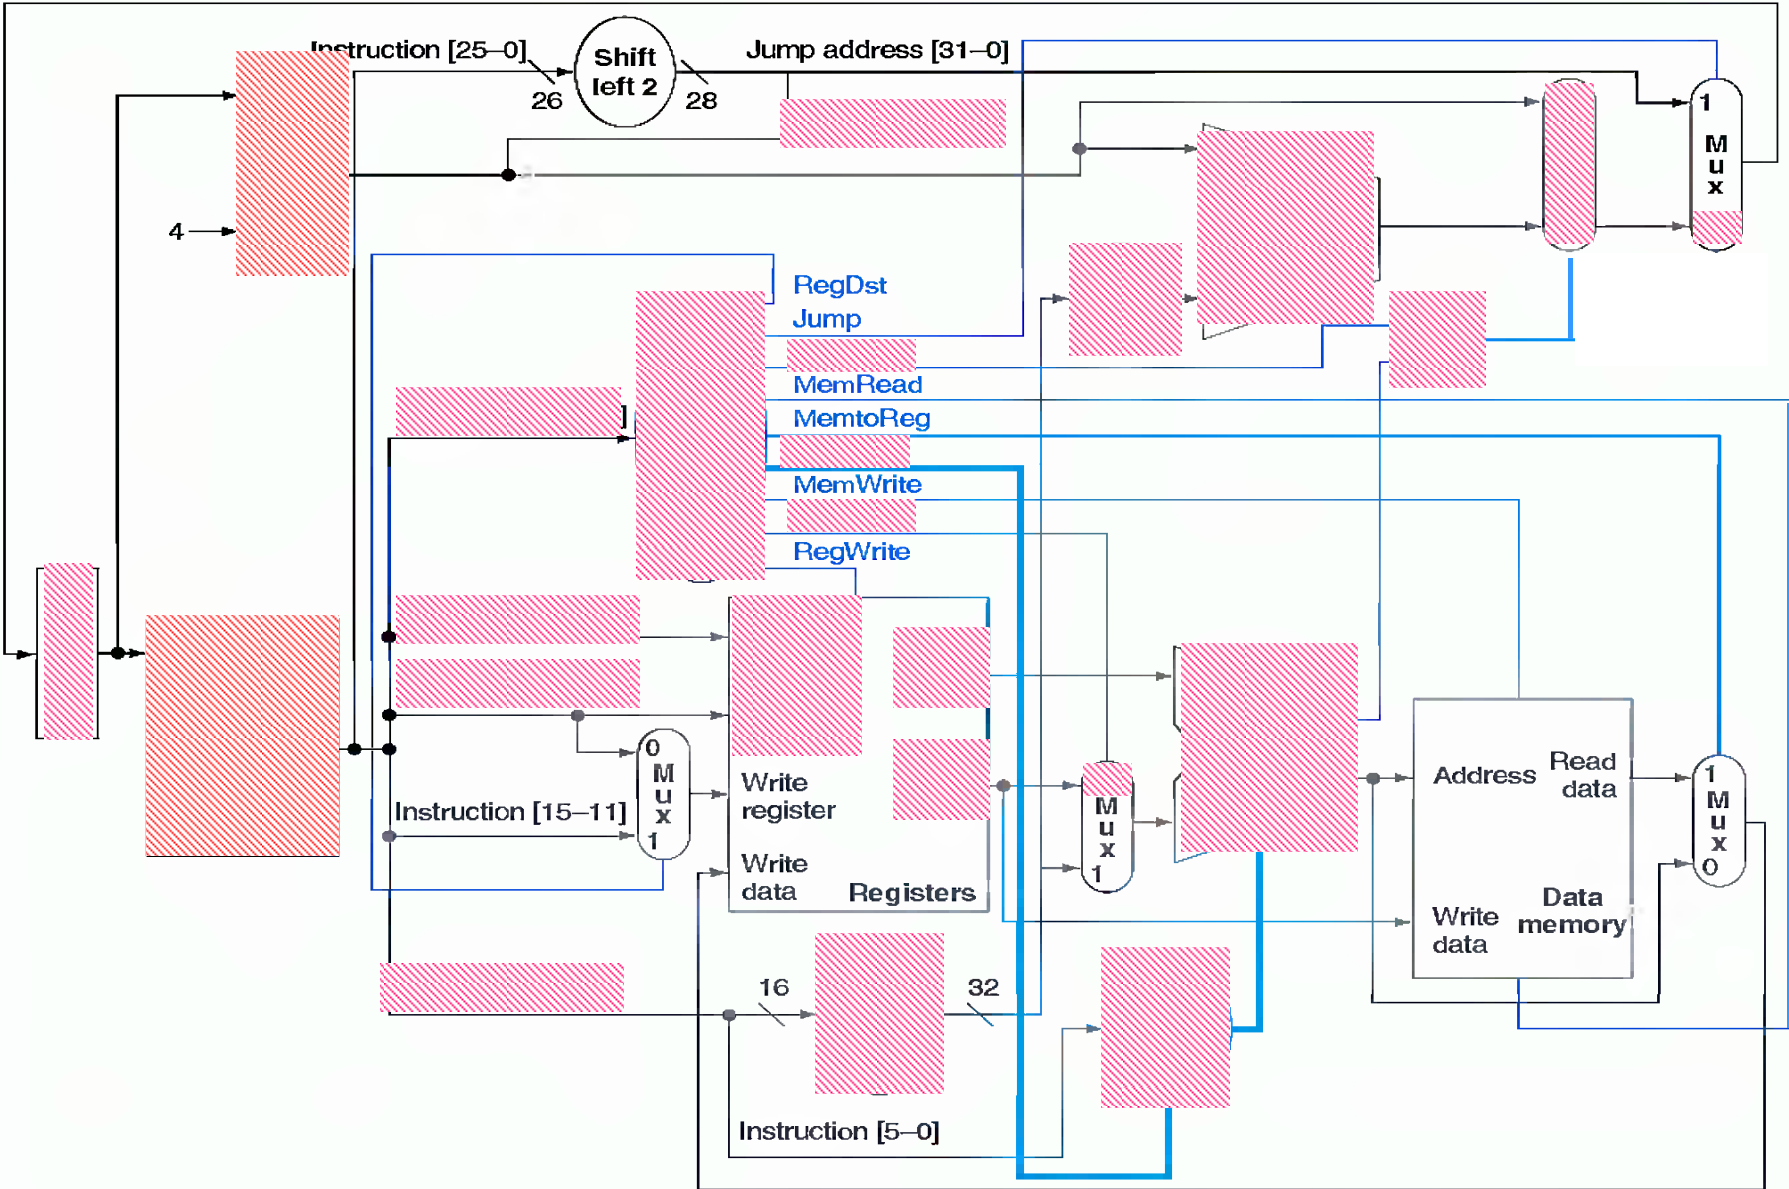 Instruction [25–0]
Shift
left 2
Jump address [31–0]
26
28
1
M
u
x
4
RegDst
Jump
MemRead
MemtoReg
]
MemWrite
RegWrite
0
M
u
x
1
Instruction [15–11]
Write
register
Write
data
Registers
M
u
x
1
Address
Read
data
Write
data
Data
memory
1
M
u
x
0
16
32
Instruction [5–0]